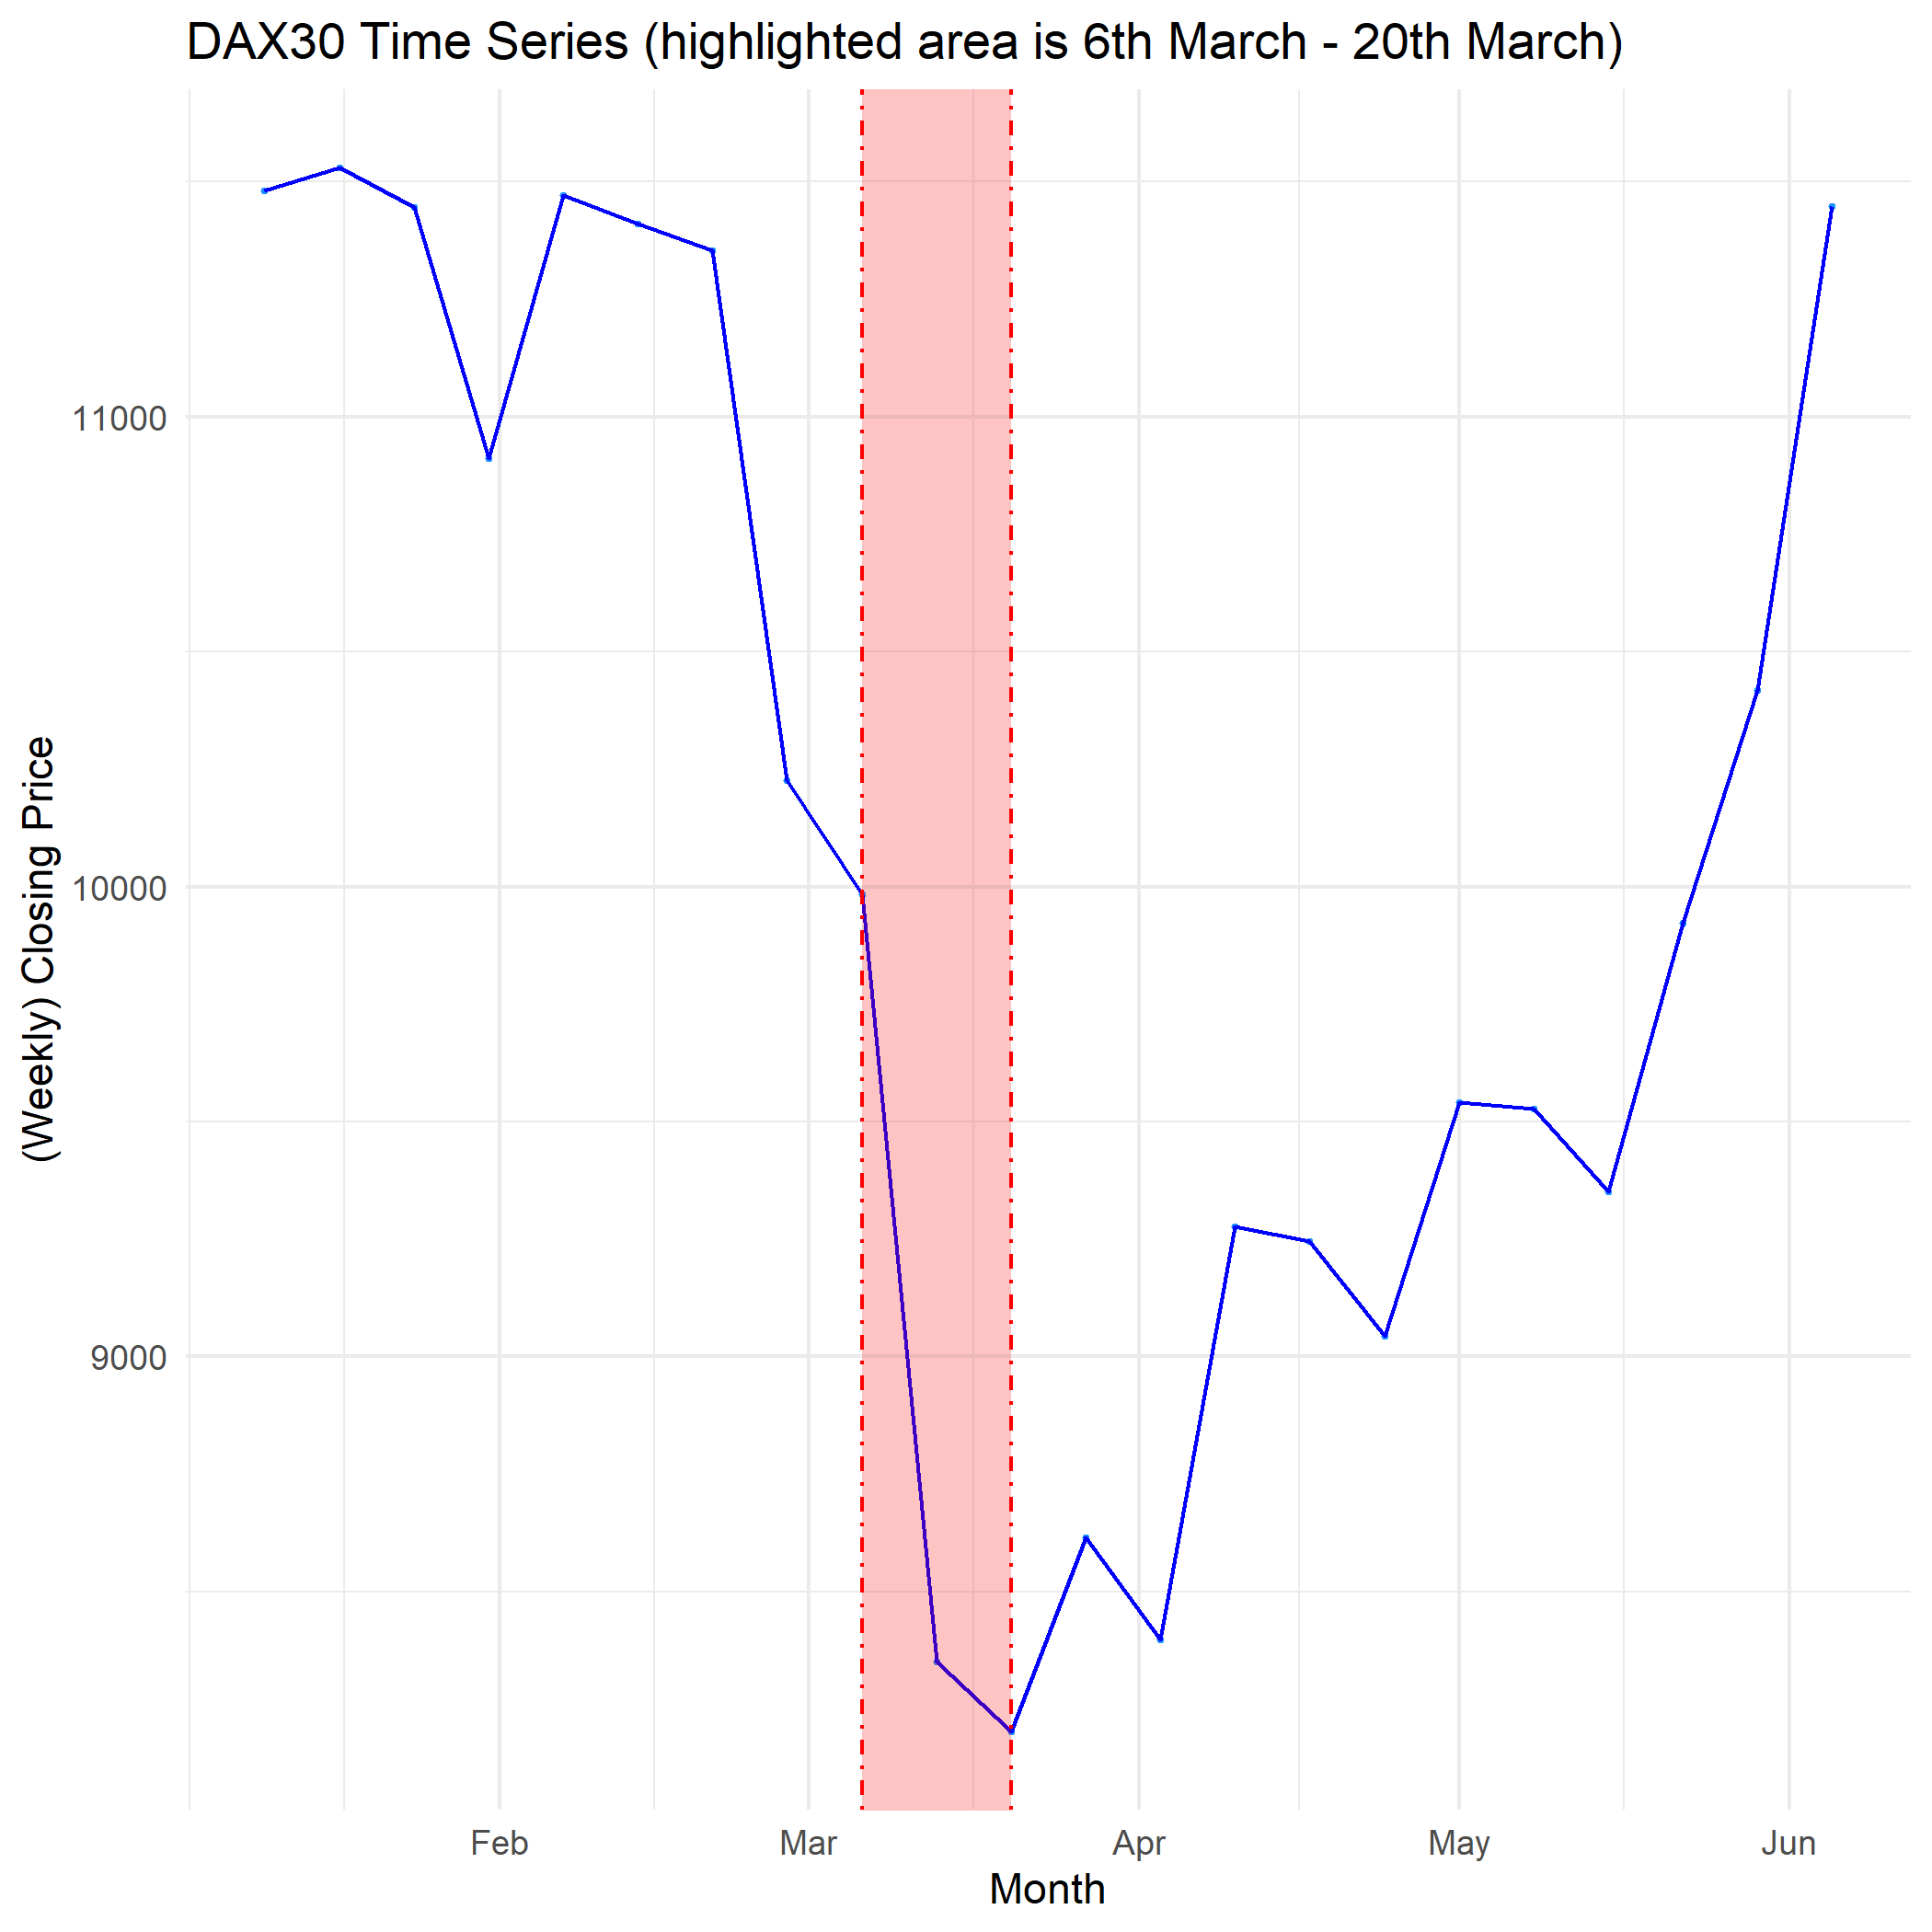 DAX30 Time Series (highlighted area is 6th March - 20th March)
(Weekly) Closing Price
11000
10000
9000
Feb Mar Apr May Jun
Month